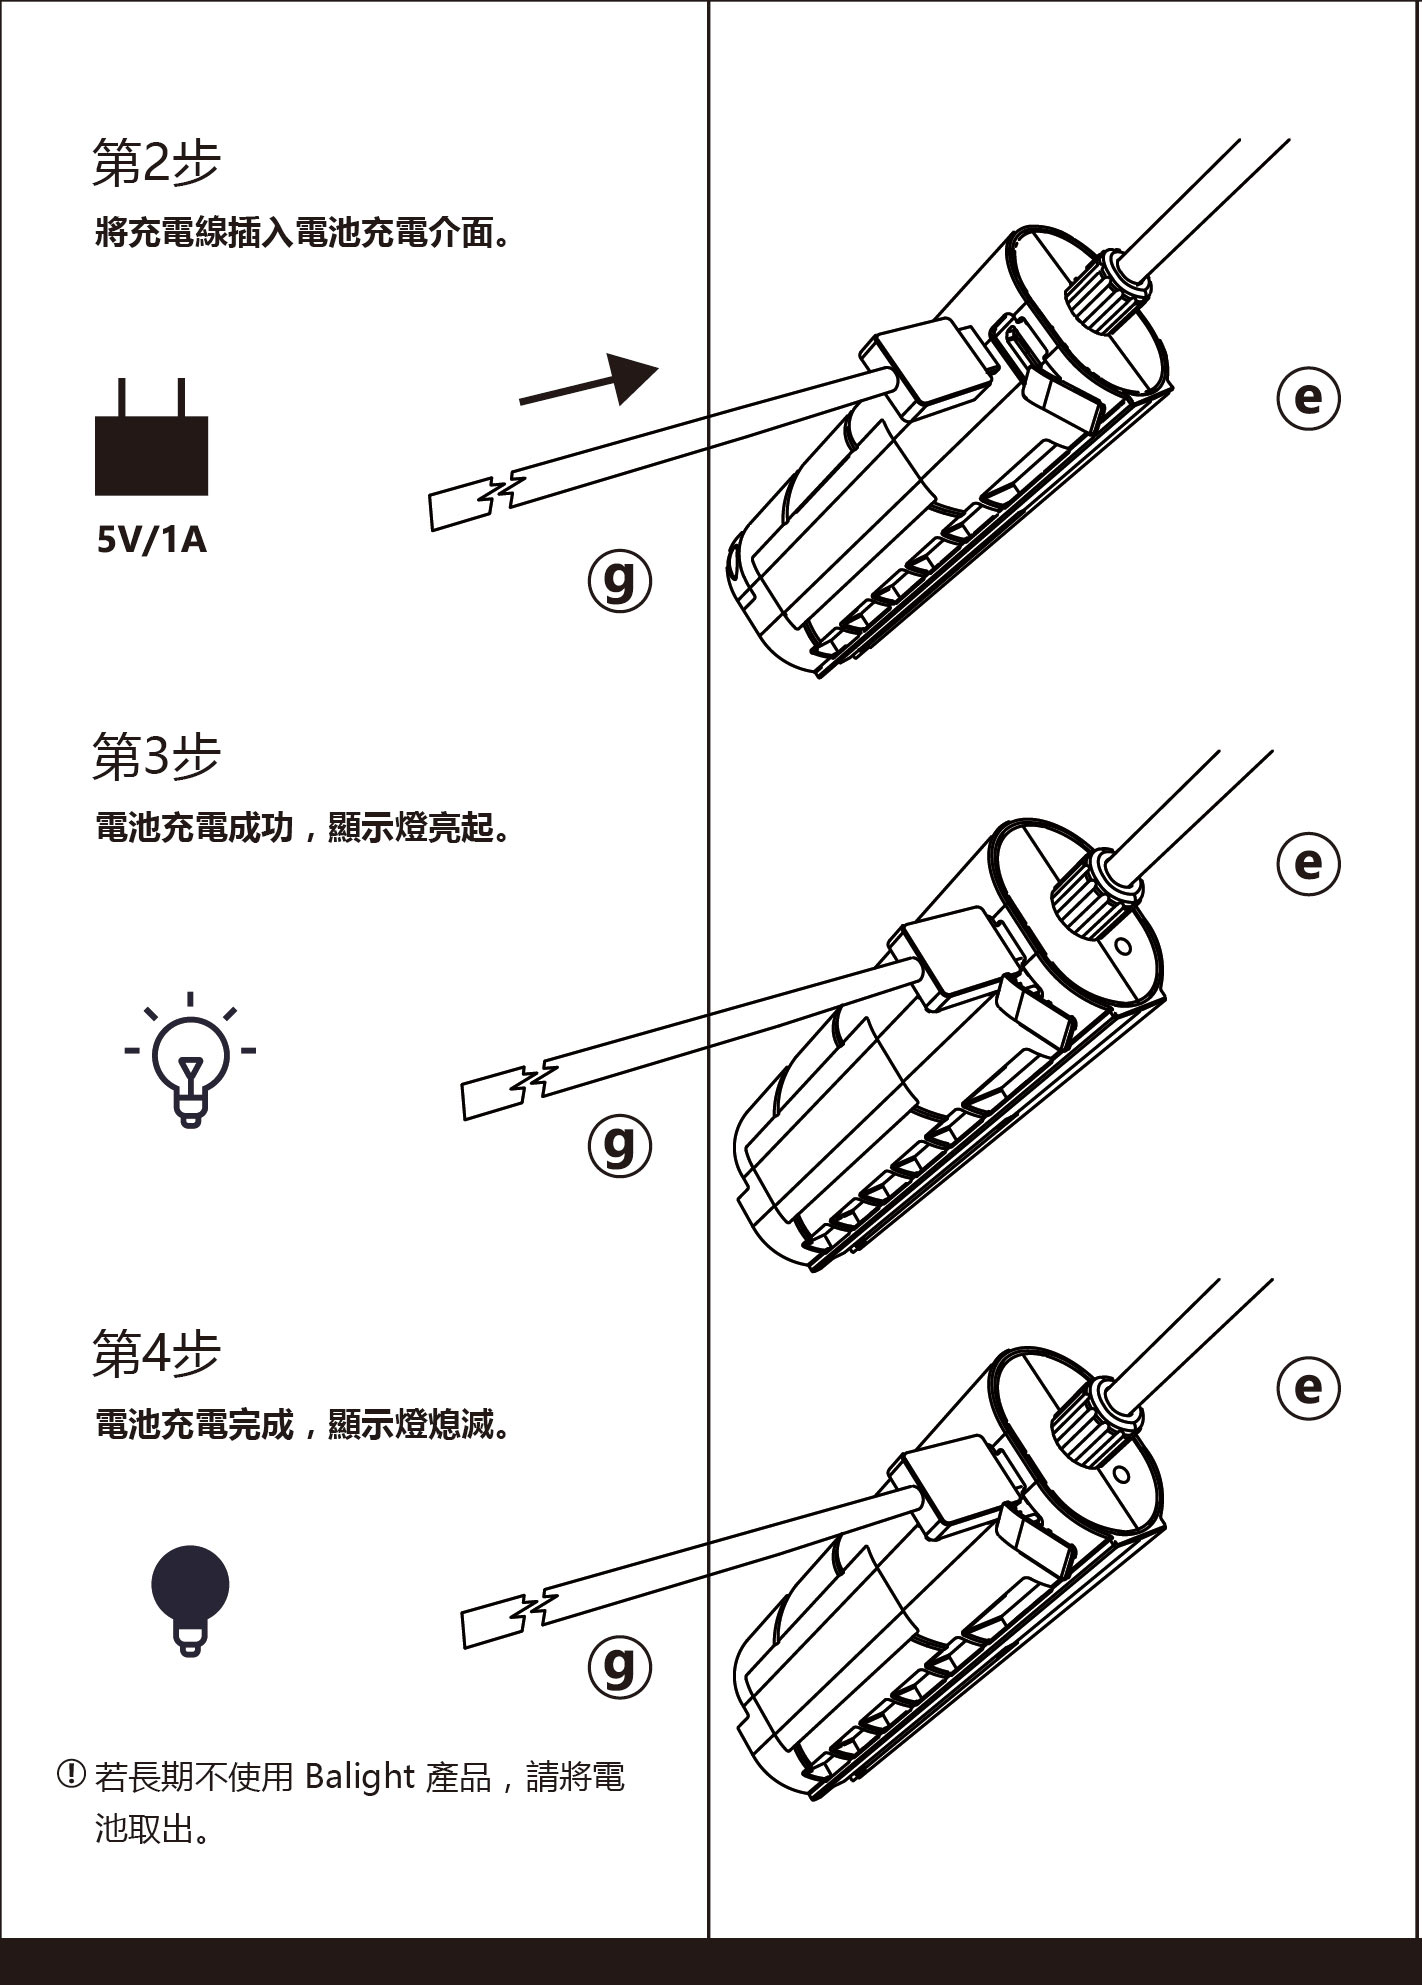 第2步
將充電線插入電池充電介面。
e
5V/1A
g
第3步
電池充電成功，顯示燈亮起。
e
g
第4步
電池充電完成，顯示燈熄滅。
e
g
! 若長期不使用 Balight 產品，請將電
池取出。